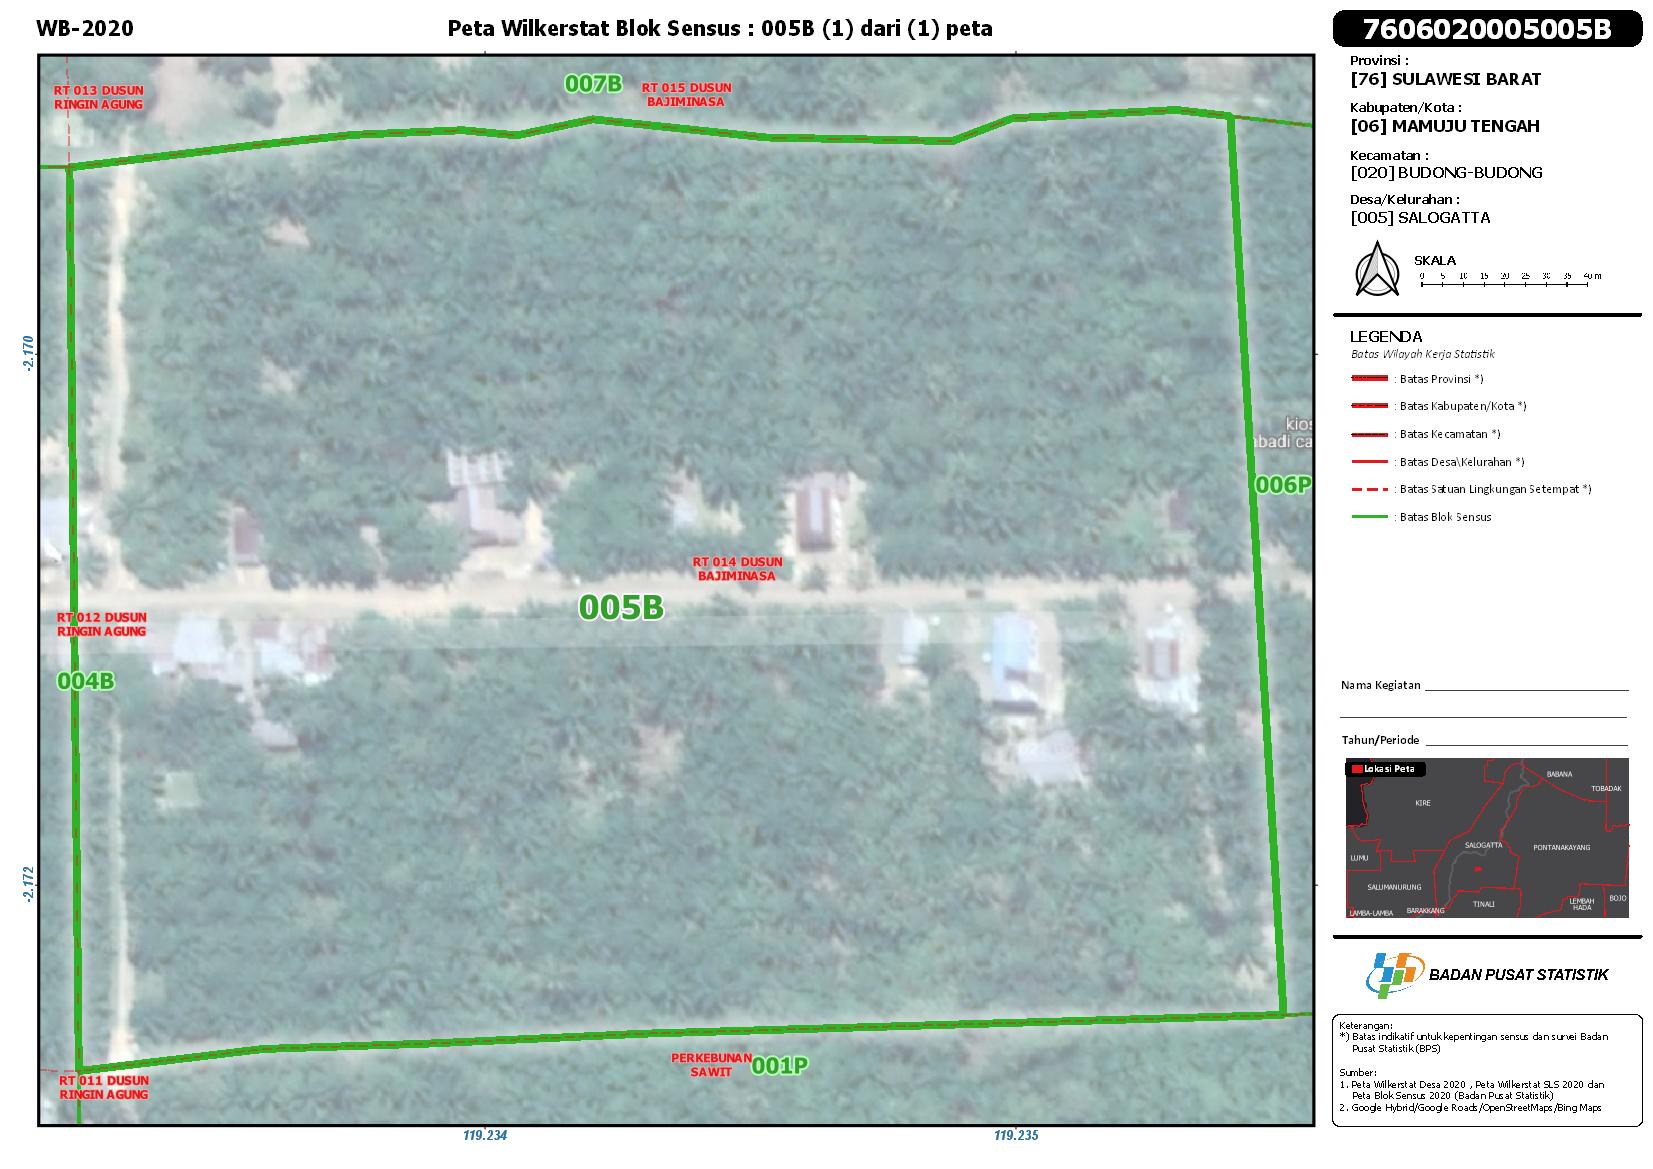 WB-2020
Peta Wilkerstat Blok Sensus : 005B (1) dari (1) peta
7606020005005B
Provinsi :
[76] SULAWESI BARAT
Kabupaten/Kota :
[06] MAMUJU TENGAH
Kecamatan :
[020] BUDONG-BUDONG
Desa/Kelurahan :
[005] SALOGATTA
SKALA
0 5 10 15 20 25 30 35 40 m
LEGENDA
Batas Wilayah Kerja Statistik
: Batas Provinsi *)
: Batas Kabupaten/Kota *)
: Batas Kecamatan *)
: Batas Desa\Kelurahan *)
: Batas Satuan Lingkungan Setempat *)
: Batas Blok Sensus
Nama Kegiatan
Tahun/Periode
Lokasi Peta
BABANA
TOBADAK
KIRE
SALOGATTA
PONTANAKAYANG
LUMU
SALUMANURUNG
TINALI
LEMBAH
HADA
BOJO
LAMBA-LAMBA
BARAKKANG
BADAN PUSAT STATISTIK
Keterangan:
*) Batas indikatif untuk kepentingan sensus dan survei Badan
Pusat Statistik (BPS)
Sumber:
1. Peta Wilkerstat Desa 2020 , Peta Wilkerstat SLS 2020 dan
Peta Blok Sensus 2020 (Badan Pusat Statistik)
2. Google Hybrid/Google Roads/OpenStreetMaps/Bing Maps
RT 013 DUSUN
RINGIN AGUNG
007B
RT 015 DUSUN
BAJIMINASA
kios
abadi ca
006P
RT 014 DUSUN
BAJIMINASA
005B
RT 012 DUSUN
RINGIN AGUNG
004B
PERKEBUNAN
SAWIT
001P
RT 011 DUSUN
RINGIN AGUNG
-2.170
-2.172
119.234
119.235